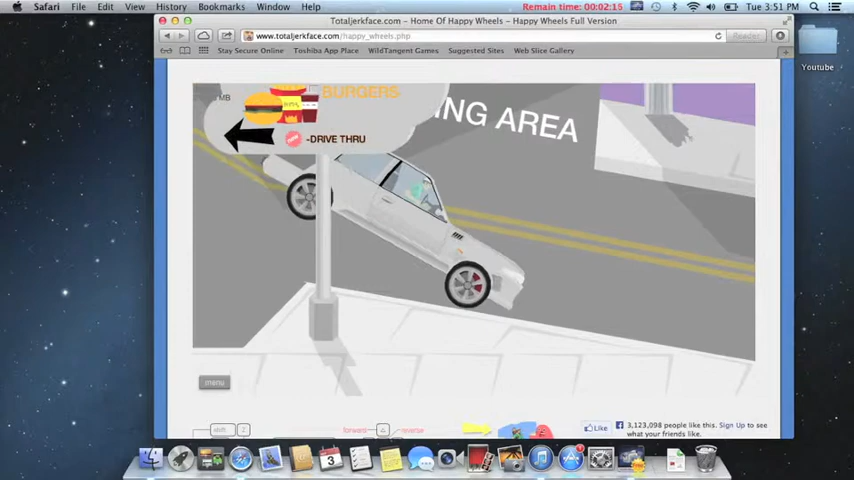 Safari File Edit View History Bookmarks Window Help Remain time: 00:02:15 Tue 3:51 PM
Totaljerkface.com – Home Of Happy Wheels – Happy Wheels Full Version
www.totaljerkface.com/happy_wheels.php Reader
Stay Secure Online Toshiba App Place WildTangent Games Suggested Sites Web Slice Gallery
Youtube
MB
BURGERS
-DRIVE THRU
ING AREA
menu
shift Z forward reverse
Like 3,123,098 people like this. Sign Up to see
what your friends like.
3